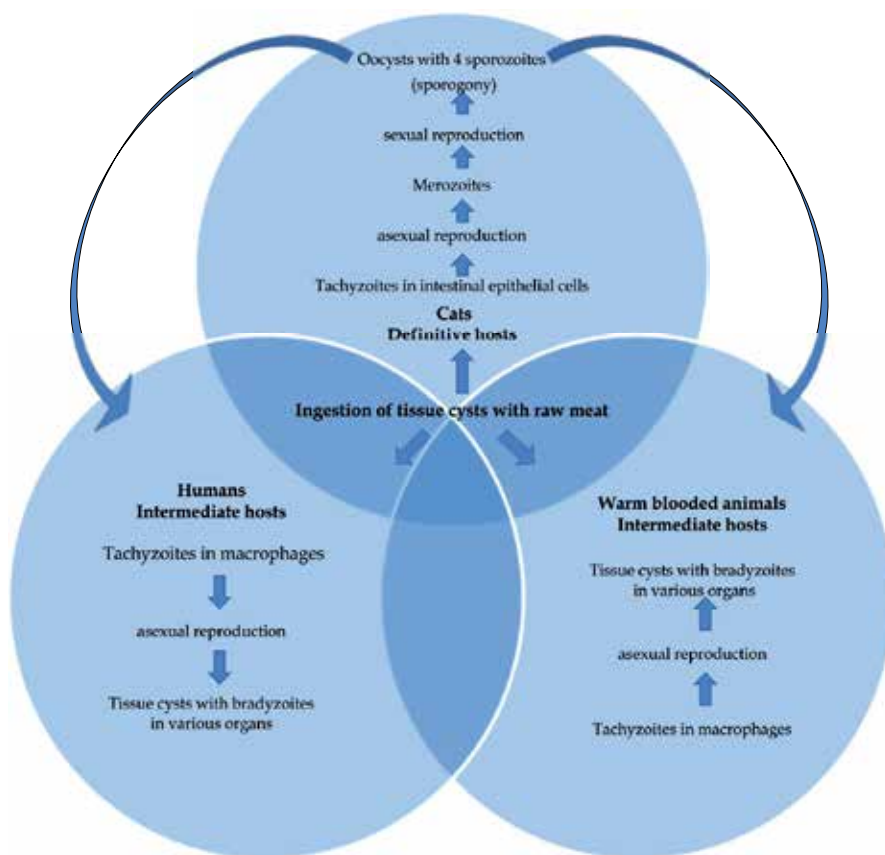 Oocysts with 4 sporozoites
(sporogony)
sexual reproduction
Merozoites
asexual reproduction
Tachyzoites in intestinal epithelial cells
Cats
Definitive hosts
Ingestion of tissue cysts with raw meat
Humans
Intermediate hosts
Tachyzoites in macrophages
asexual reproduction
Tissue cysts with bradyzoites
in various organs
Warm blooded animals
Intermediate hosts
Tissue cysts with bradyzoites
in various organs
asexual reproduction
Tachyzoites in macrophages